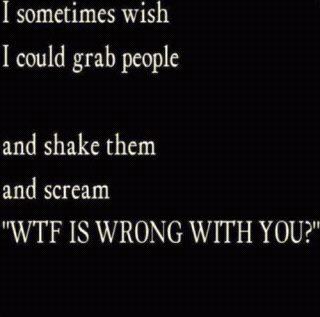 I sometimes wish
I could grab people
and shake them
and scream
"WTF IS WRONG WITH YOU?"